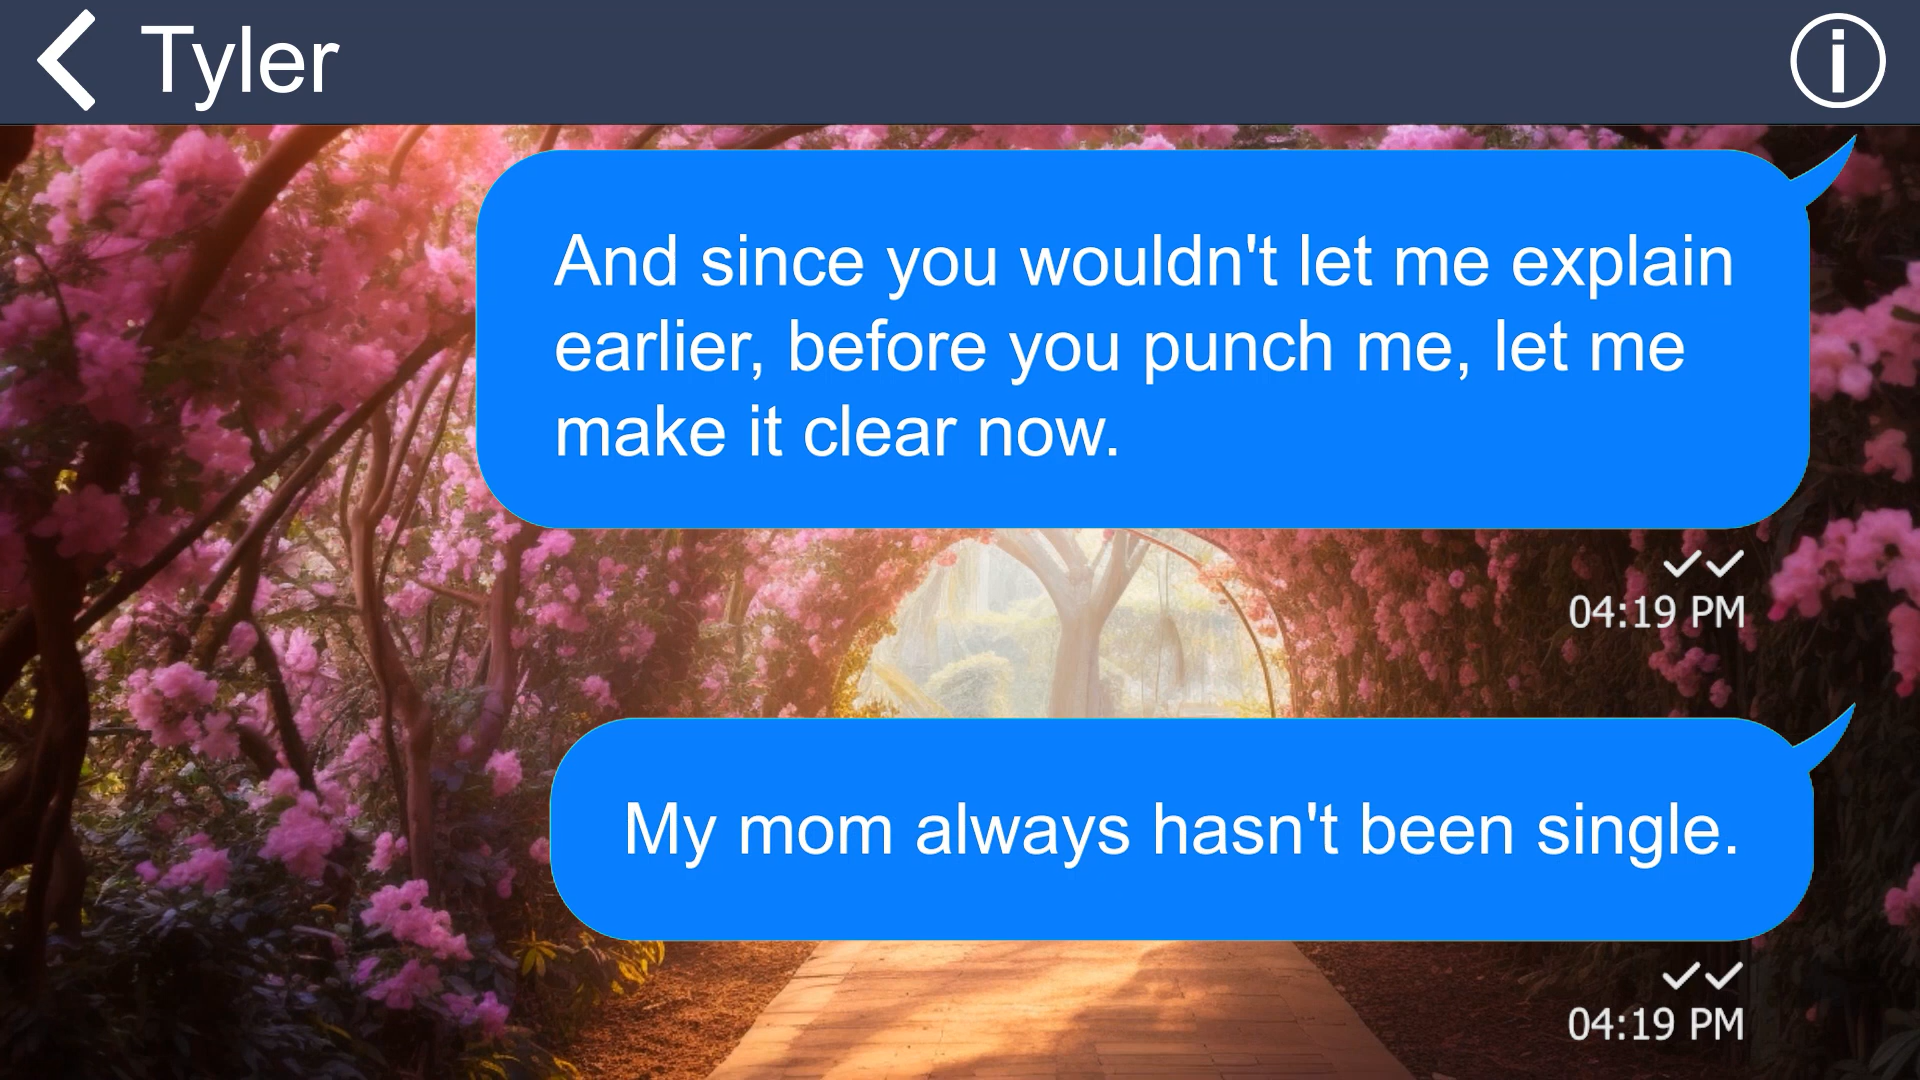 Tyler
And since you wouldn't let me explain
earlier, before you punch me, let me
make it clear now.
04:19 PM
My mom always hasn't been single.
04:19 PM